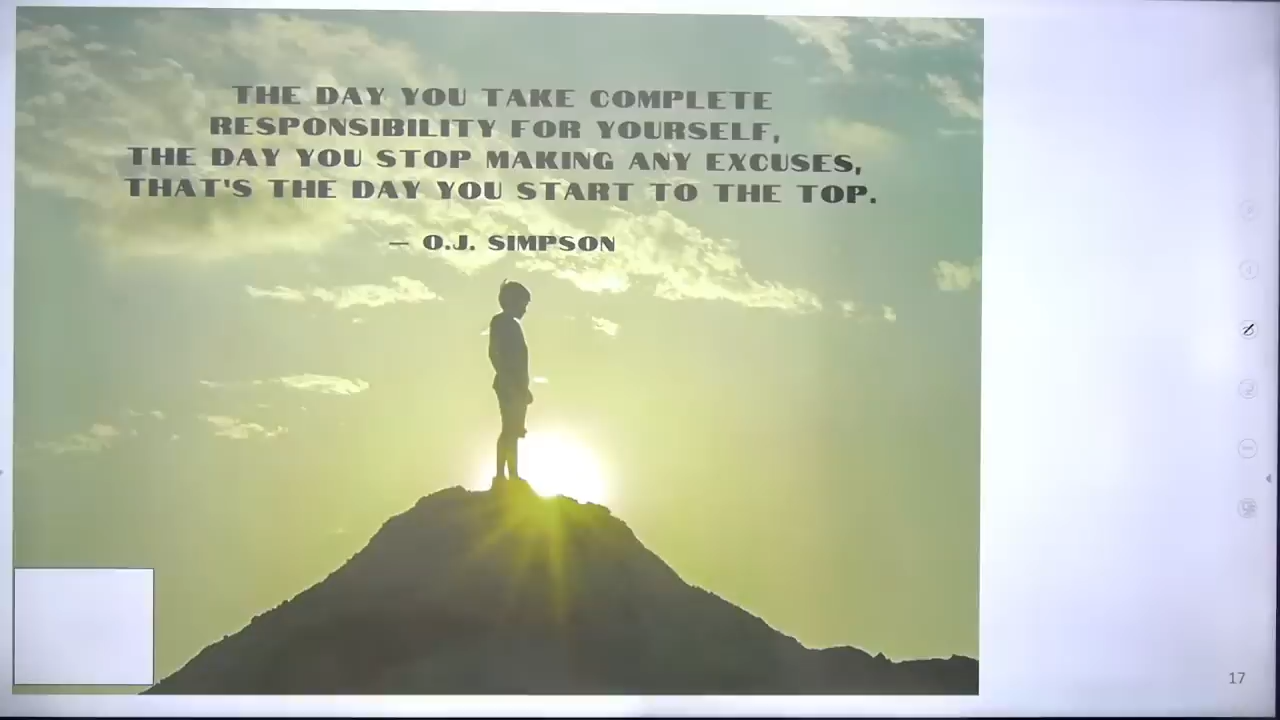 THE DAY YOU TAKE COMPLETE
RESPONSIBILITY FOR YOURSELF,
THE DAY YOU STOP MAKING ANY EXCUSES,
THAT'S THE DAY YOU START TO THE TOP.
– O.J. SIMPSON
17